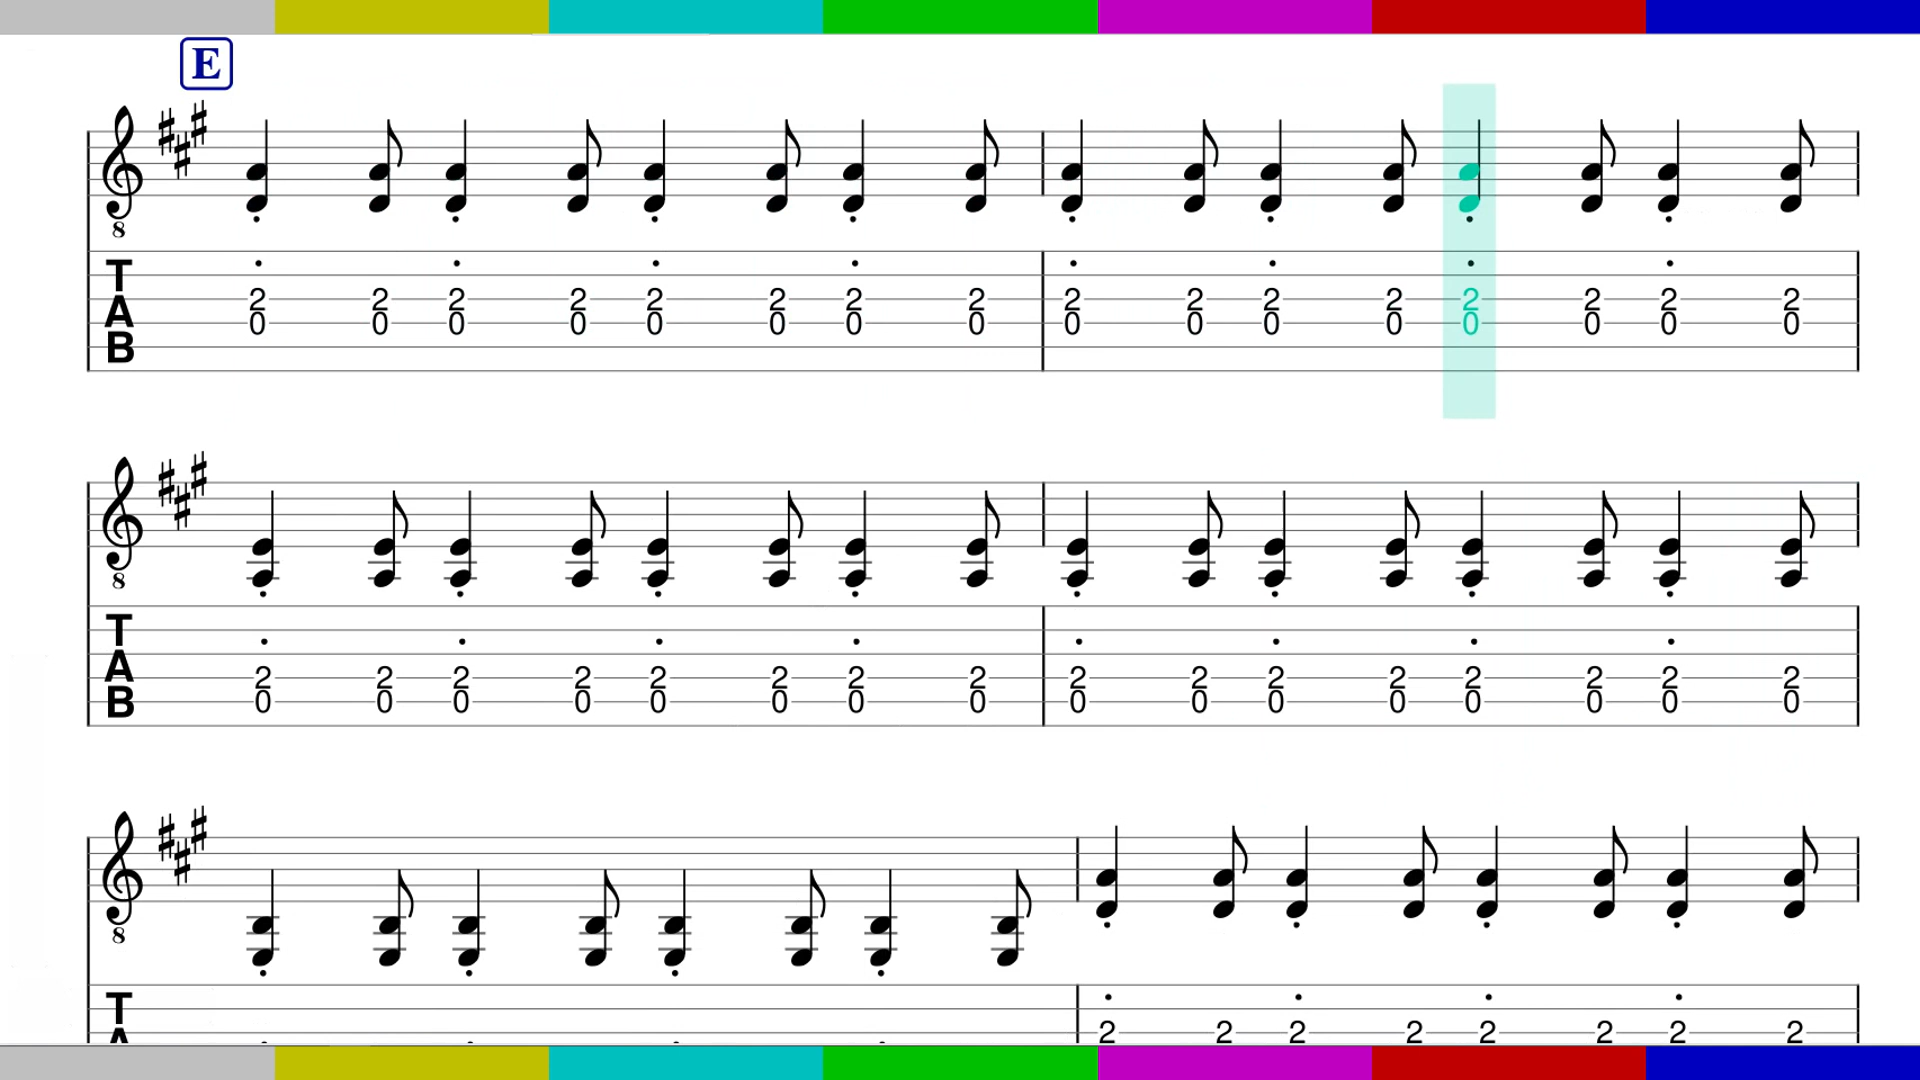 E
8
T 2 2 2 2 2 2 2 2 2 2 2 2 2 2 2 2
A 0 0 0 0 0 0 0 0 0 0 0 0 0 0 0 0
B
8
T
A 2 2 2 2 2 2 2 2 2 2 2 2 2 2 2 2
B 0 0 0 0 0 0 0 0 0 0 0 0 0 0 0 0
8
T
2 2 2 2 2 2 2 2